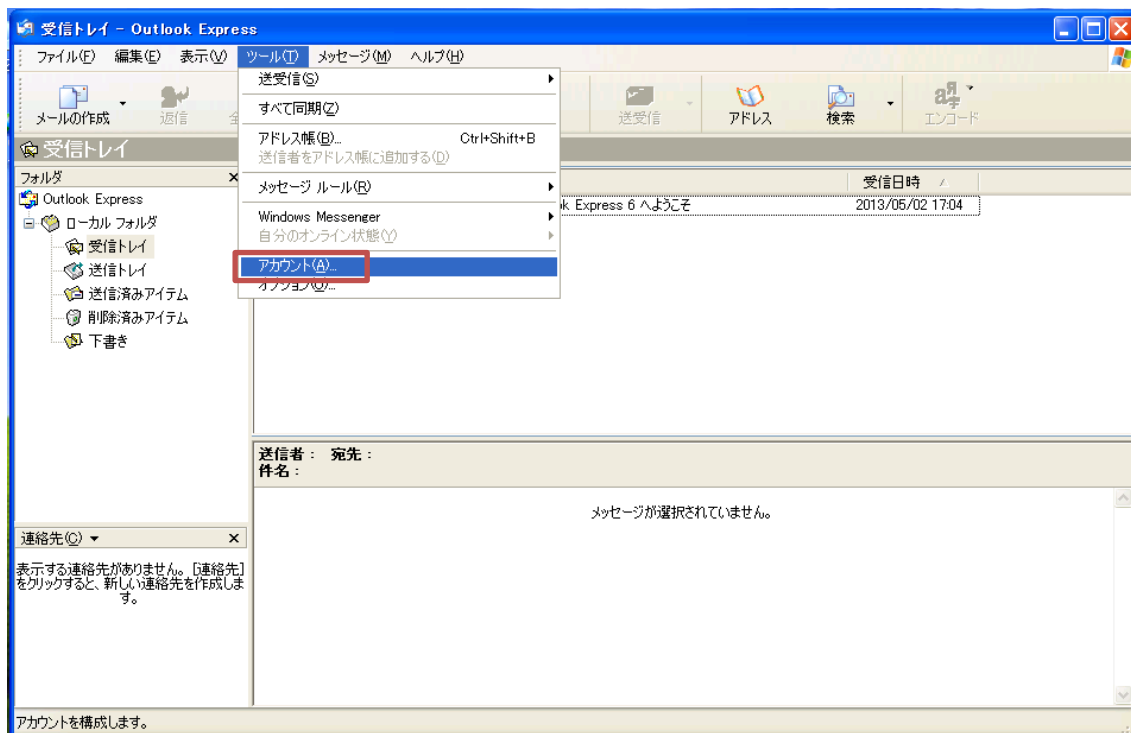 受信トレイ - Outlook Express
ファイル(F) 編集(E) 表示(V) ツール(T) メッセージ(M) ヘルプ(H)
送受信(S)
すべて同期(Z)
アドレス帳(B)... Ctrl+Shift+B
送信者をアドレス帳に追加する(D)
メッセージ ルール(R)
Windows Messenger
自分のオンライン状態(Y)
アカウント(A)...
オプション(O)...
メールの作成 返信 全 送受信 アドレス 検索 エンコード
受信トレイ
フォルダ
Outlook Express
ローカル フォルダ
受信トレイ
送信トレイ
送信済みアイテム
削除済みアイテム
下書き
受信日時
Express 6 へようこそ 2013/05/02 17:04
送信者： 宛先：
件名：
メッセージが選択されていません。
連絡先(C)
表示する連絡先がありません。[連絡先]
をクリックすると、新しい連絡先を作成しま
す。
アカウントを構成します。